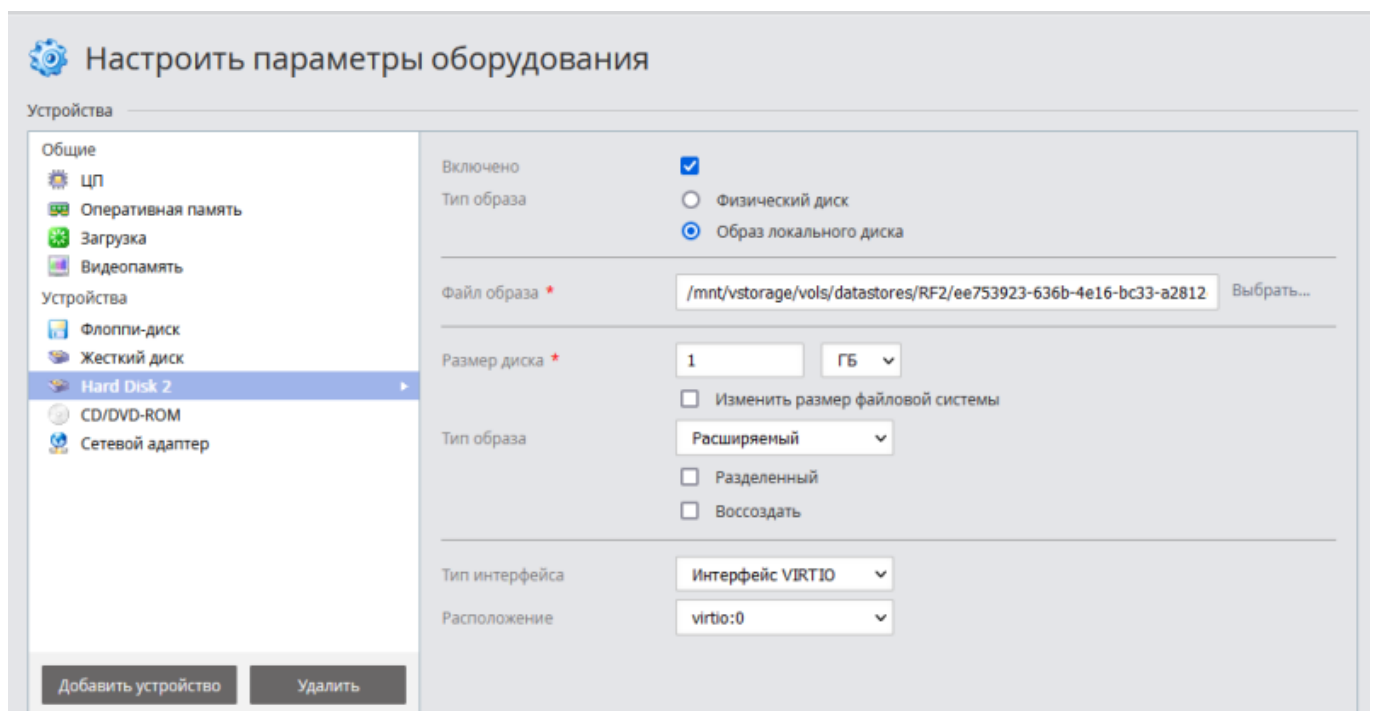 Настроить параметры оборудования
Устройства
Общие
ЦП
Оперативная память
Загрузка
Видеопамять
Устройства
Флоппи-диск
Жесткий диск
Hard Disk 2
CD/DVD-ROM
Сетевой адаптер
Добавить устройство Удалить
Включено
Тип образа Физический диск
Образ локального диска
Файл образа * /mnt/vstorage/vols/datastores/RF2/ee753923-636b-4e16-bc33-a2812 Выбрать...
Размер диска * 1 ГБ
Изменить размер файловой системы
Тип образа Расширяемый
Разделенный
Воссоздать
Тип интерфейса Интерфейс VIRTIO
Расположение virtio:0